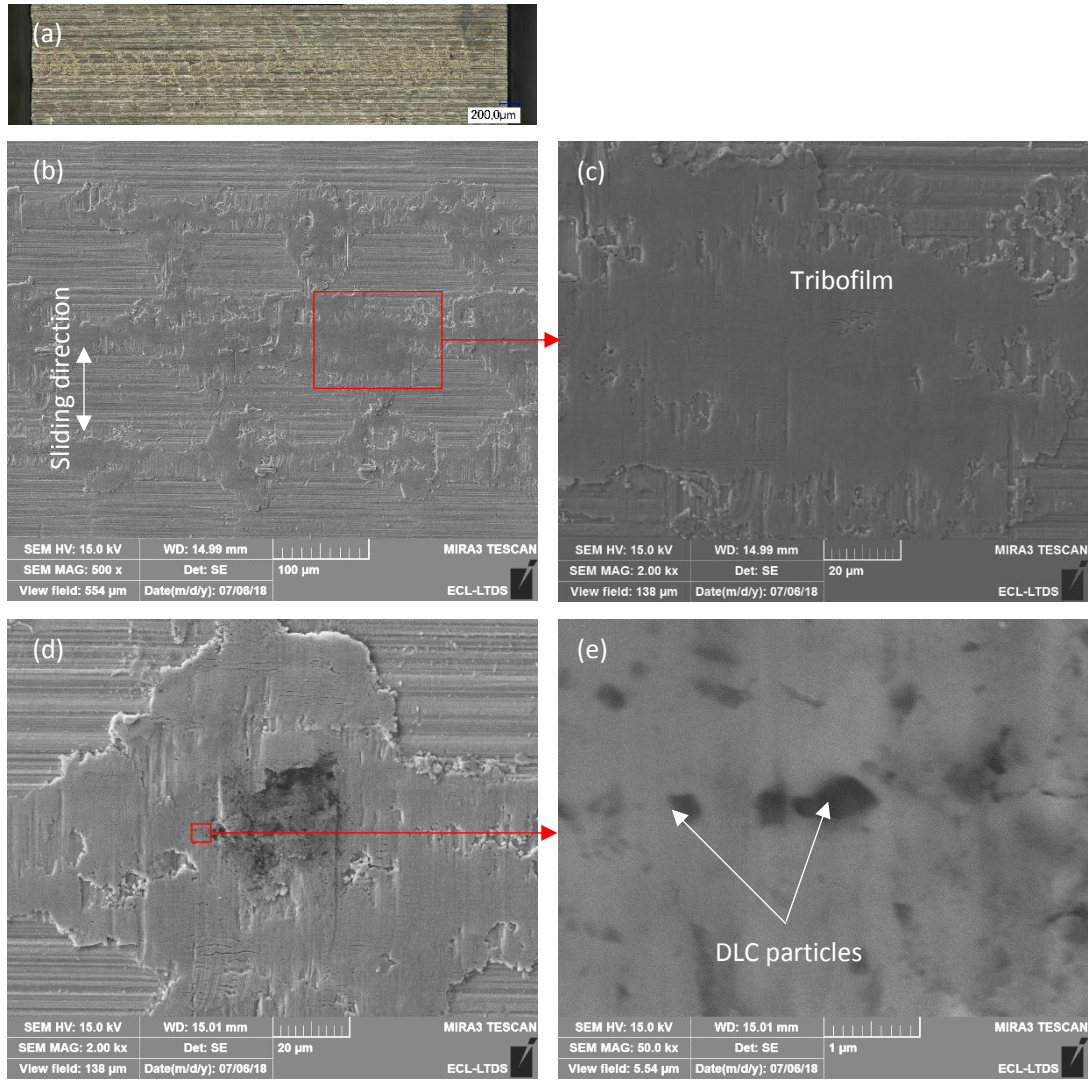 (a)
200,0µm
(b)
Sliding direction
SEM HV: 15.0 kV WD: 14.99 mm MIRA3 TESCAN
SEM MAG: 500 x Det: SE 100 µm
View field: 554 µm Date(m/d/y): 07/06/18 ECL-LTDS
(c)
Tribofilm
SEM HV: 15.0 kV WD: 14.99 mm MIRA3 TESCAN
SEM MAG: 2.00 kx Det: SE 20 µm
View field: 138 µm Date(m/d/y): 07/06/18 ECL-LTDS
(d)
SEM HV: 15.0 kV WD: 15.01 mm MIRA3 TESCAN
SEM MAG: 2.00 kx Det: SE 20 µm
View field: 138 µm Date(m/d/y): 07/06/18 ECL-LTDS
(e)
DLC particles
SEM HV: 15.0 kV WD: 15.01 mm MIRA3 TESCAN
SEM MAG: 50.0 kx Det: SE 1 µm
View field: 5.54 µm Date(m/d/y): 07/06/18 ECL-LTDS